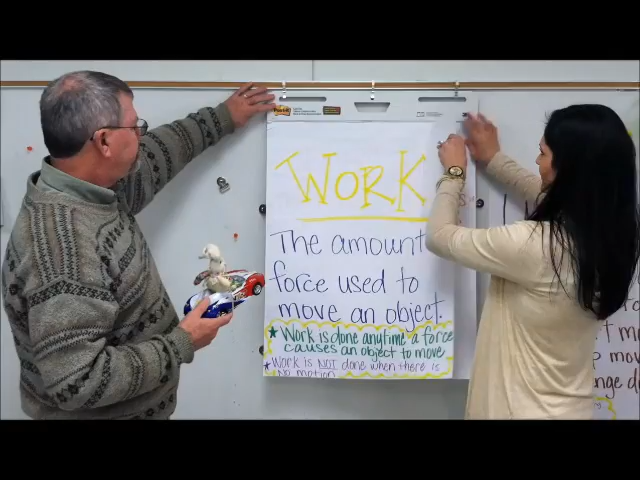 WORK
The amount
force used to
move an object.
★ Work is done anytime a force
causes an object to move
★ Work is NOT done when there is
No motion